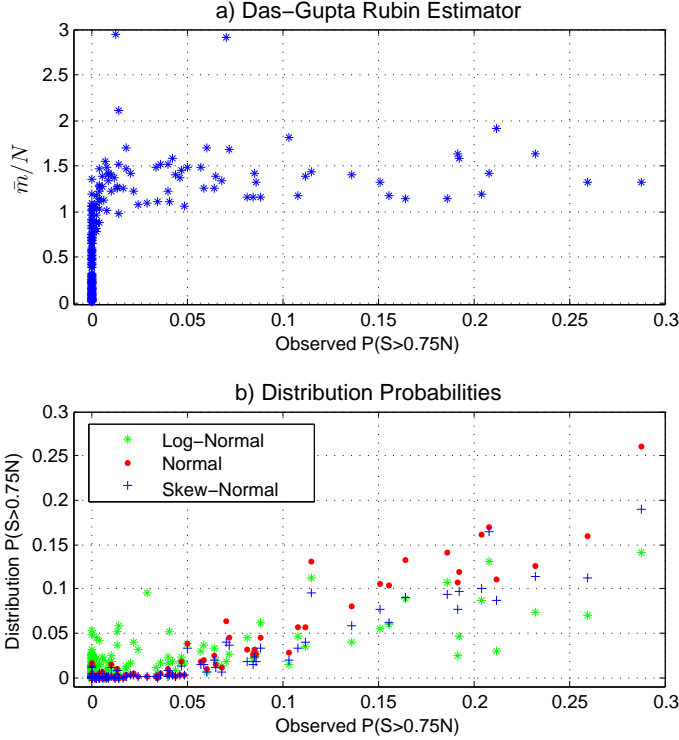 a) Das−Gupta Rubin Estimator
3
2.5
2
1.5
1
0.5
0
m̄/N
0 0.05 0.1 0.15 0.2 0.25 0.3
Observed P(S>0.75N)
b) Distribution Probabilities
0.3
0.25
0.2
0.15
0.1
0.05
0
Distribution P(S>0.75N)
Log−Normal
Normal
Skew−Normal
0 0.05 0.1 0.15 0.2 0.25 0.3
Observed P(S>0.75N)